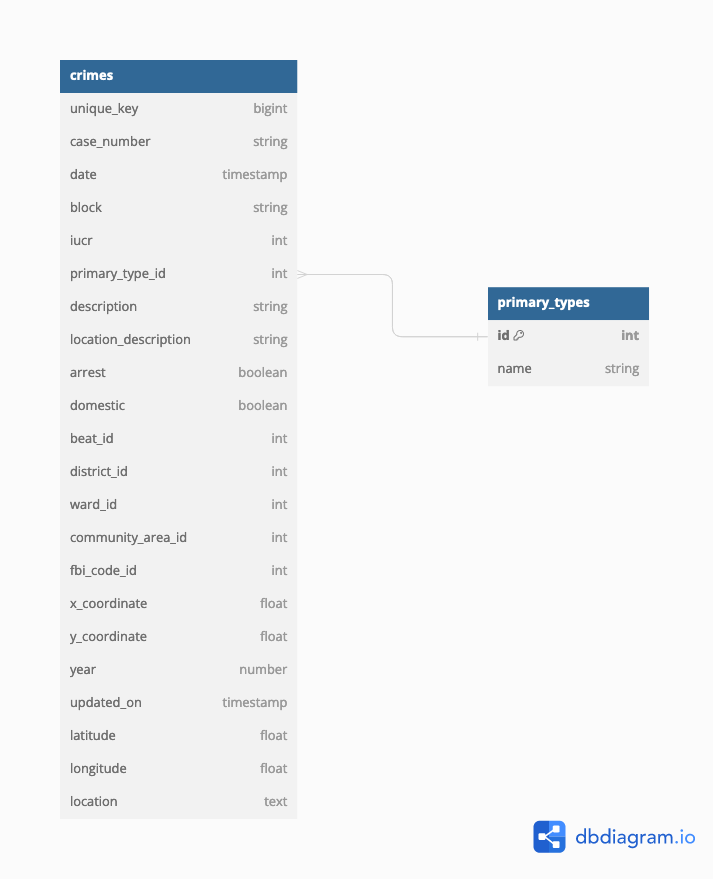 crimes
unique_key bigint
case_number string
date timestamp
block string
iucr int
primary_type_id int
description string
location_description string
arrest boolean
domestic boolean
beat_id int
district_id int
ward_id int
community_area_id int
fbi_code_id int
x_coordinate float
y_coordinate float
year number
updated_on timestamp
latitude float
longitude float
location text
primary_types
id int
name string
dbdiagram.io